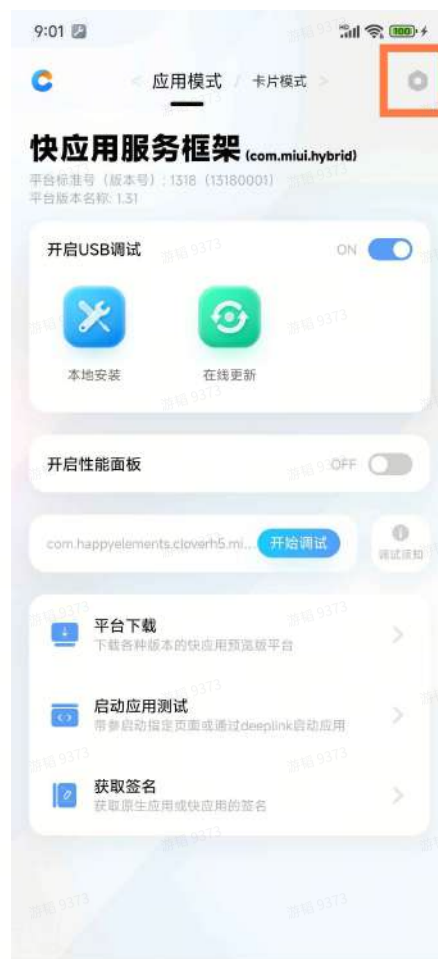 9:01
100
应用模式 / 卡片模式
快应用服务框架 (com.miui.hybrid)
平台标准号（版本号）: 1318 (13180001)
平台版本名称: 1.31
开启USB调试 ON
本地安装 在线更新
开启性能面板 OFF
com.happyelements.cloverh5.mi... 开始调试 调试须知
平台下载
下载各种版本的快应用预览版平台
启动应用测试
带参启动指定页面或通过deeplink启动应用
获取签名
获取原生应用或快应用的签名